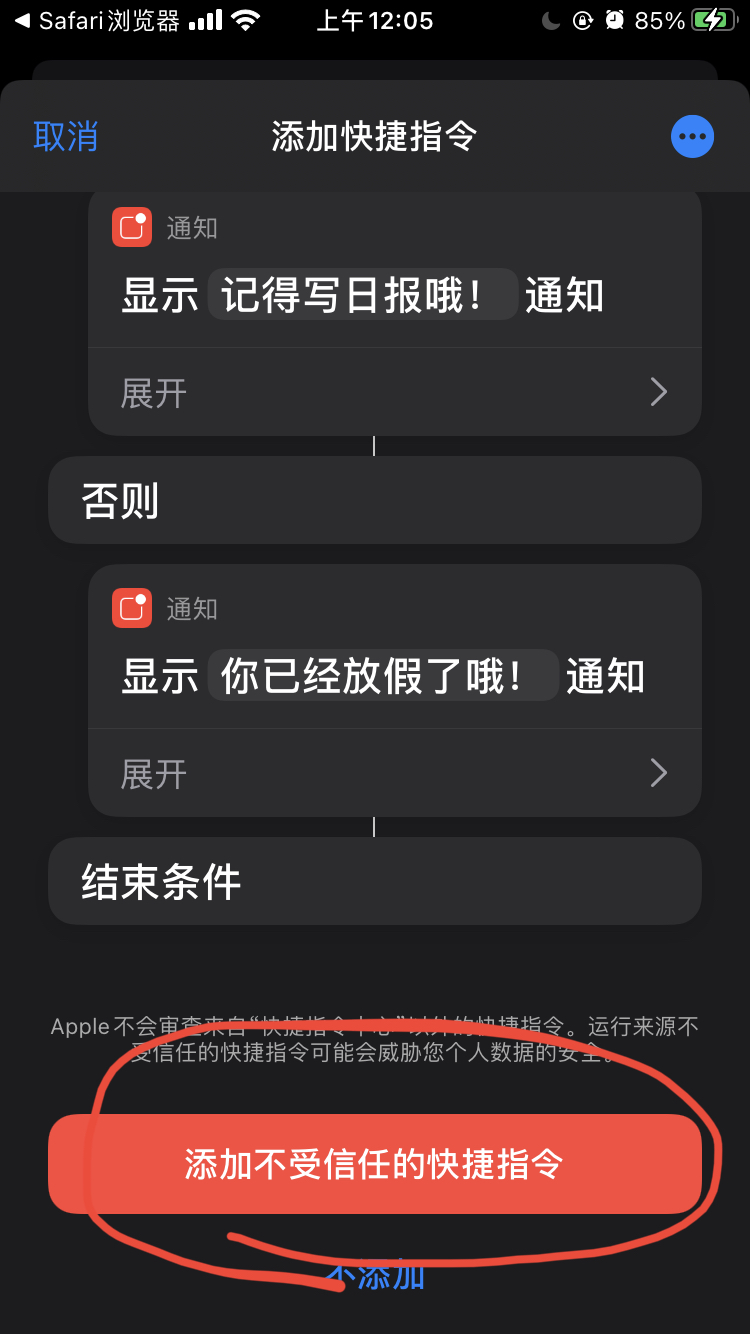 Safari浏览器
上午12:05
85%
取消
添加快捷指令
通知
显示 记得写日报哦！ 通知
展开
否则
通知
显示 你已经放假了哦！ 通知
展开
结束条件
Apple不会审查来自“快捷指令中心”以外的快捷指令。运行来源不
受信任的快捷指令可能会威胁您个人数据的安全。
添加不受信任的快捷指令
不添加